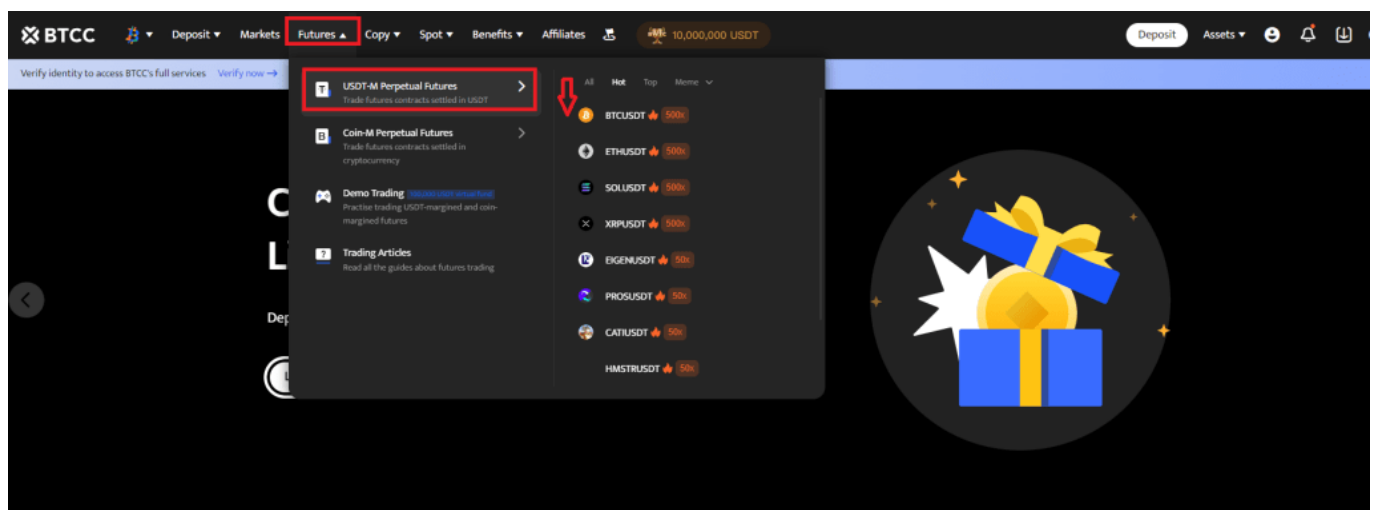 BTCC Deposit Markets Futures Copy Spot Benefits Affiliates 10,000,000 USDT Deposit Assets
Verify identity to access BTCC's full services Verify now →
USDT-M Perpetual Futures
Trade futures contracts settled in USDT
Coin-M Perpetual Futures
Trade futures contracts settled in
cryptocurrency
Demo Trading
Practise trading USDT-margined and coin-
margined futures
Trading Articles
Read all the guides about futures trading
All Hot Top Meme
BTCUSDT 500x
ETHUSDT 500x
SOLUSDT 500x
XRPUSDT 500x
EIGENUSDT 50x
PROSUSDT 50x
CATIUSDT 50x
HMSTRUSDT 50x
C
L
Dep